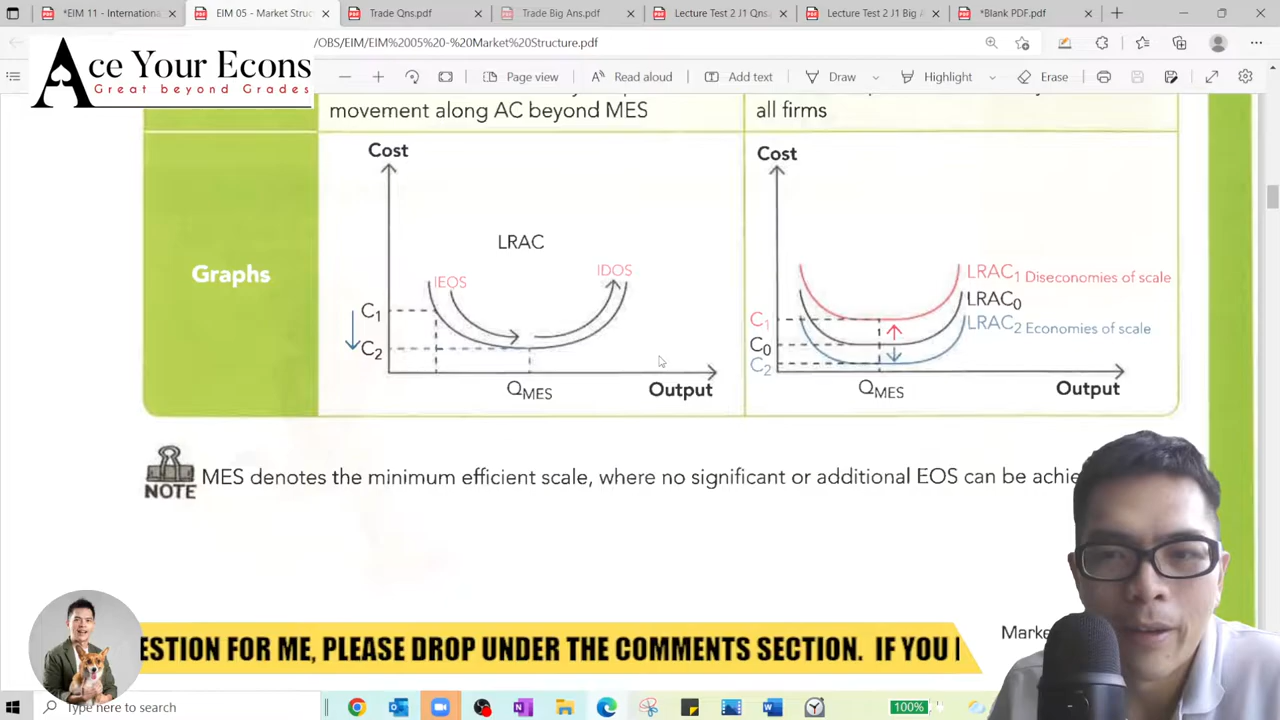 *EIM 11 - Internationa
EIM 05 - Market Struc
Trade Qns.pdf
Trade Big Ans.pdf
Lecture Test 2 J1 Qns.
Lecture Test 2 J1 Big A
*Blank PDF.pdf
/OBS/EIM/EIM%2005%20-%20Market%20Structure.pdf
Ace Your Econs
Great beyond Grades
Page view
Read aloud
Add text
Draw
Highlight
Erase
movement along AC beyond MES
all firms
Graphs
Cost
LRAC
IEOS
IDOS
C1
C2
QMES
Output
Cost
LRAC1 Diseconomies of scale
LRAC0
LRAC2 Economies of scale
C1
C0
C2
QMES
Output
NOTE
MES denotes the minimum efficient scale, where no significant or additional EOS can be achie
Marke
ESTION FOR ME, PLEASE DROP UNDER THE COMMENTS SECTION. IF YOU
Type here to search
100%